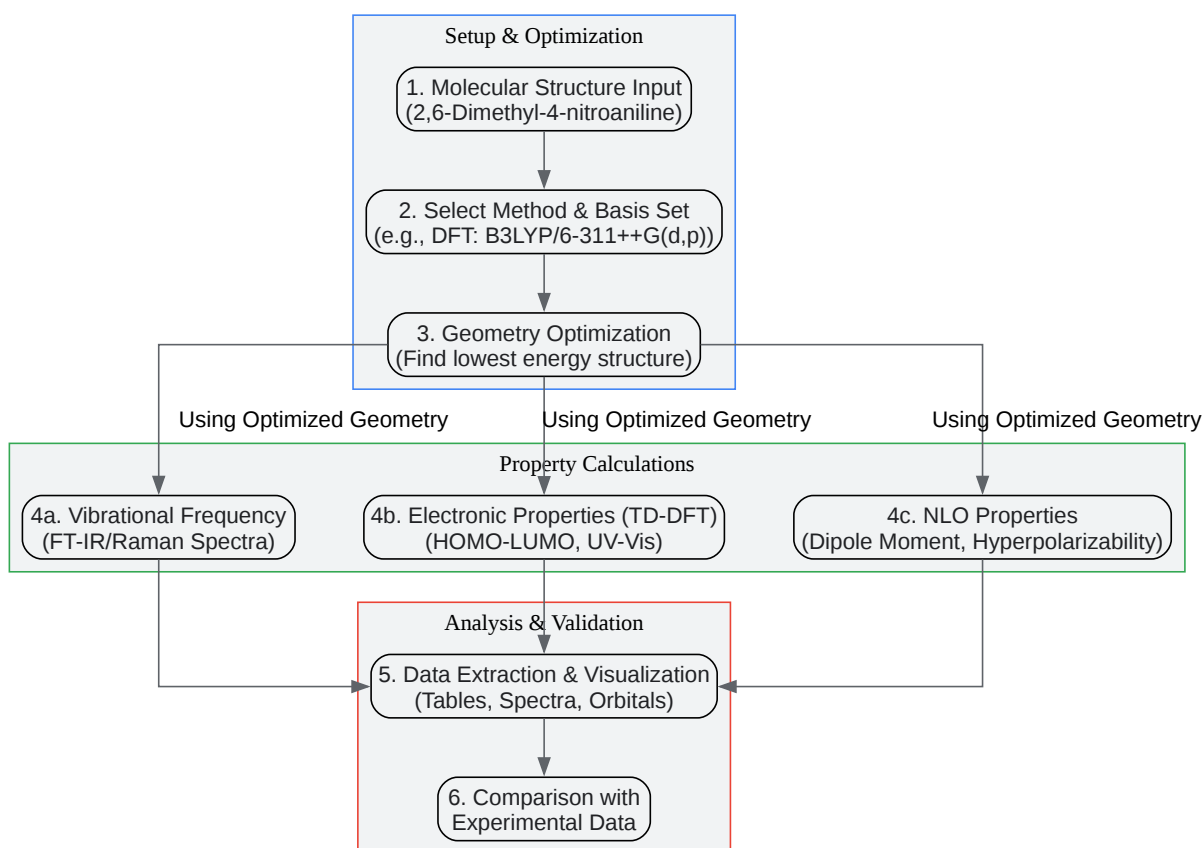 Setup & Optimization
1. Molecular Structure Input
(2,6-Dimethyl-4-nitroaniline)
2. Select Method & Basis Set
(e.g., DFT: B3LYP/6-311++G(d,p))
3. Geometry Optimization
(Find lowest energy structure)
Using Optimized Geometry
Using Optimized Geometry
Using Optimized Geometry
Property Calculations
4a. Vibrational Frequency
(FT-IR/Raman Spectra)
4b. Electronic Properties (TD-DFT)
(HOMO-LUMO, UV-Vis)
4c. NLO Properties
(Dipole Moment, Hyperpolarizability)
Analysis & Validation
5. Data Extraction & Visualization
(Tables, Spectra, Orbitals)
6. Comparison with
Experimental Data